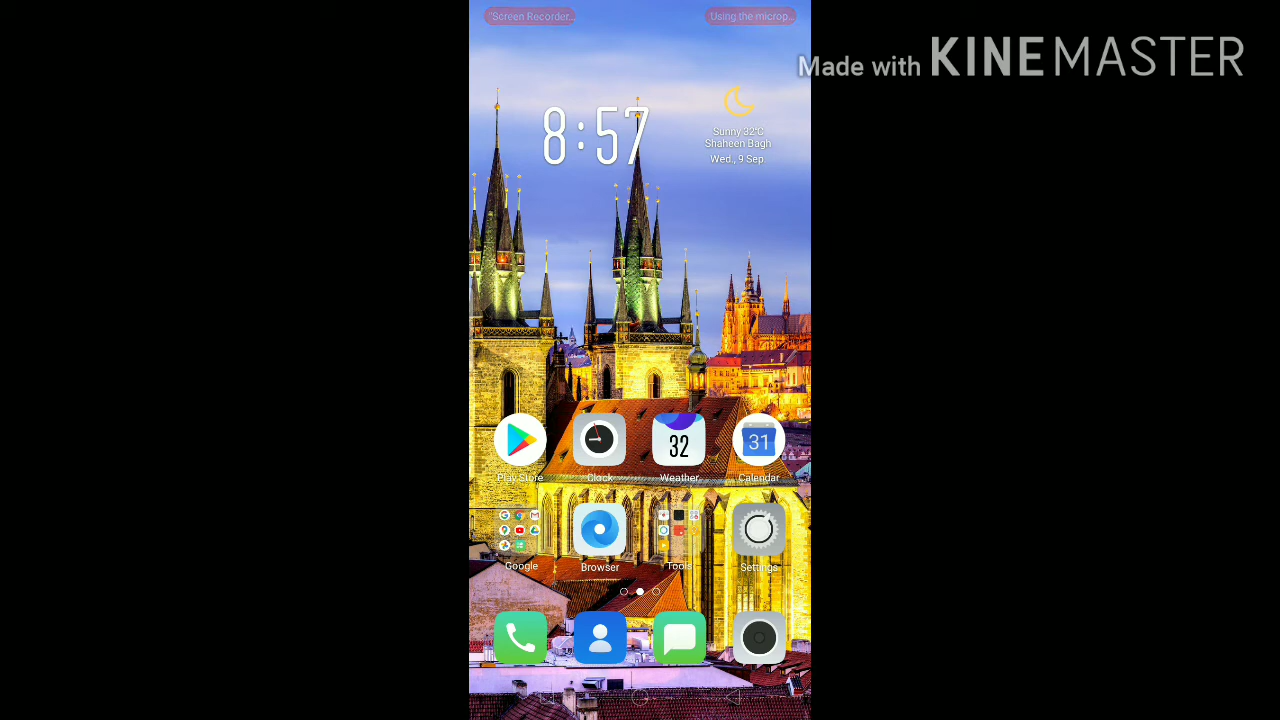 "Screen Recorder... Using the microp...
Made with KINEMASTER
8:57
Sunny 32°C
Shaheen Bagh
Wed., 9 Sep.
32
31
Play Store Clock Weather Calendar
Google Browser Tools Settings